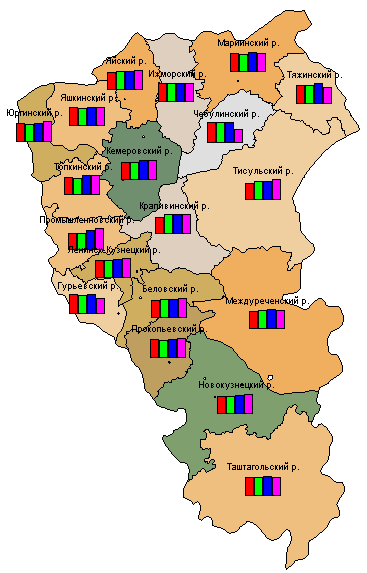 Мариинский р.
Яйский р.
Ижморский р.
Тяжинский р.
Яшкинский р.
Юргинский р.
Чебулинский р.
Кемеровский р.
Топкинский р.
Тисульский р.
Крапивинский р.
Промышленновский р.
Ленинск-Кузнецкий р.
Гурьевский р.
Беловский р.
Междуреченский р.
Прокопьевский р.
Новокузнецкий р.
Таштагольский р.